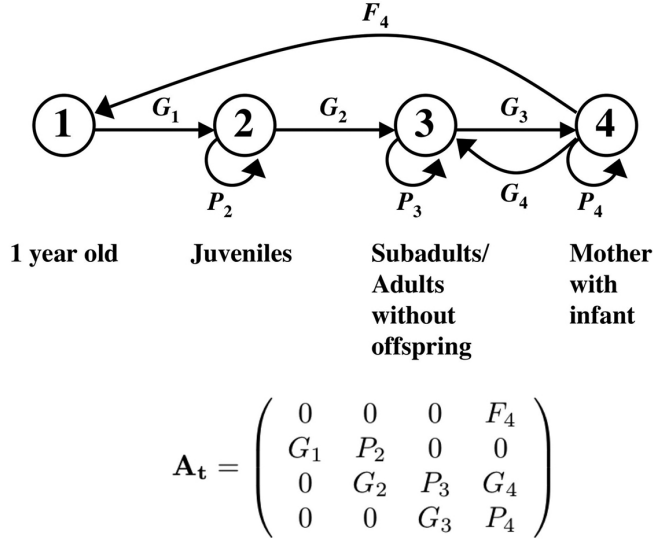 F4
G1 G2 G3
1 2 3 4
P2 P3 G4 P4
1 year old Juveniles Subadults/ Mother
Adults with
without infant
offspring
At = ( 0 0 0 F4
G1 P2 0 0
0 G2 P3 G4
0 0 G3 P4 )